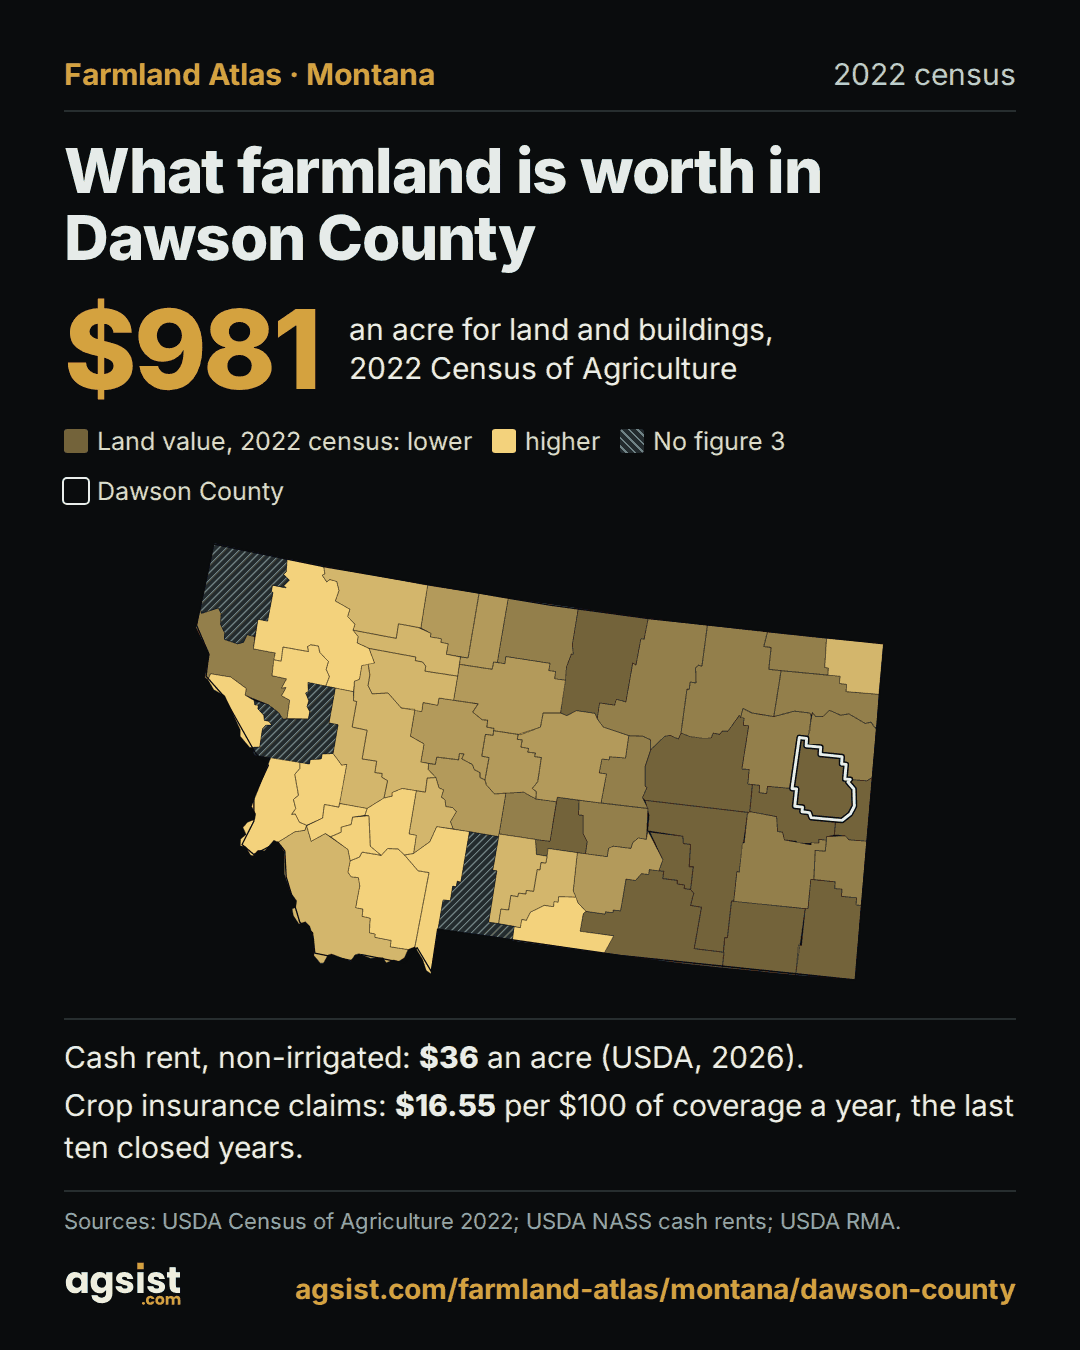 Farmland Atlas · Montana
2022 census
What farmland is worth in
Dawson County
$981
an acre for land and buildings,
2022 Census of Agriculture
Land value, 2022 census: lower
higher
No figure 3
Dawson County
Cash rent, non-irrigated: $36 an acre (USDA, 2026).
Crop insurance claims: $16.55 per $100 of coverage a year, the last
ten closed years.
Sources: USDA Census of Agriculture 2022; USDA NASS cash rents; USDA RMA.
agsist
.com
agsist.com/farmland-atlas/montana/dawson-county